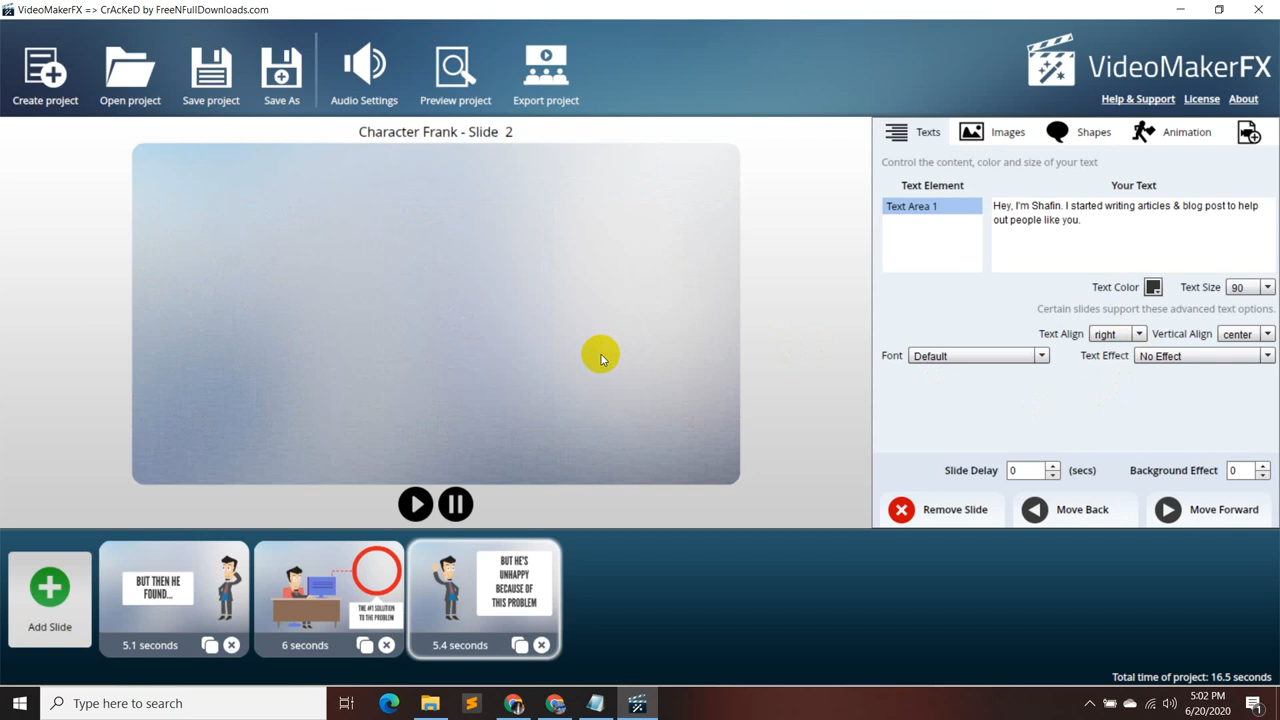 VideoMakerFX => CrAcKeD by FreeNFullDownloads.com
Create project
Open project
Save project
Save As
Audio Settings
Preview project
Export project
VideoMakerFX
Help & Support
License
About
Character Frank - Slide 2
Texts
Images
Shapes
Animation
Control the content, color and size of your text
Text Element
Your Text
Text Area 1
Hey, I'm Shafin. I started writing articles & blog post to help
out people like you.
Text Color
Text Size
90
Certain slides support these advanced text options.
Text Align
right
Vertical Align
center
Font
Default
Text Effect
No Effect
Slide Delay
0
(secs)
Background Effect
0
Remove Slide
Move Back
Move Forward
Add Slide
BUT THEN HE
FOUND...
5.1 seconds
THE #1 SOLUTION
TO THE PROBLEM
6 seconds
BUT HE'S
UNHAPPY
BECAUSE OF
THIS PROBLEM
5.4 seconds
Total time of project: 16.5 seconds
Type here to search
5:02 PM
6/20/2020
1